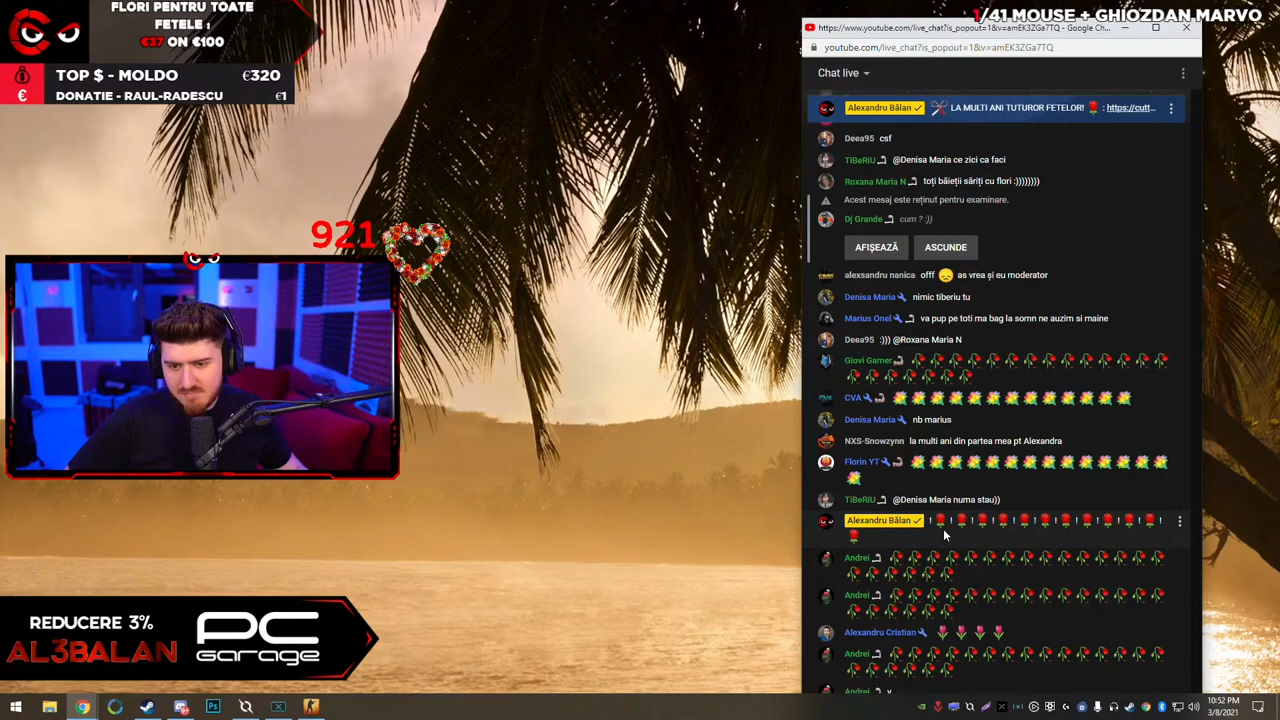 FLORI PENTRU TOATE
FETELE :
€37 ON €100
TOP $ - MOLDO €320
DONATIE - RAUL-RADESCU €1
921
REDUCERE 3%
AL3BALAN
PC
Garage
1/41 MOUSE + GHIOZDAN MARVO
https://www.youtube.com/live_chat?is_popout=1&v=amEK3ZGa7TQ - Google Ch...
youtube.com/live_chat?is_popout=1&v=amEK3ZGa7TQ
Chat live
Alexandru Bălan LA MULTI ANI TUTUROR FETELOR! : https://cutt...
Deea95 csf
TiBeRiU @Denisa Maria ce zici ca faci
Roxana Maria N toți băieții săriți cu flori :))))))))
Acest mesaj este reținut pentru examinare.
Dj Grande cum ? :))
AFIȘEAZĂ ASCUNDE
alexsandru nanica offf as vrea și eu moderator
Denisa Maria nimic tiberiu tu
Marius Onel va pup pe toti ma bag la somn ne auzim si maine
Deea95 :))) @Roxana Maria N
Giovi Gamer
CVA
Denisa Maria nb marius
NXS-Snowzynn la multi ani din partea mea pt Alexandra
Florin YT
TiBeRiU @Denisa Maria numa stau))
Alexandru Bălan ! ! ! ! ! ! ! ! ! ! ! !
Andrei
Andrei
Alexandru Cristian
Andrei
Andrei v
10:52 PM
3/8/2021